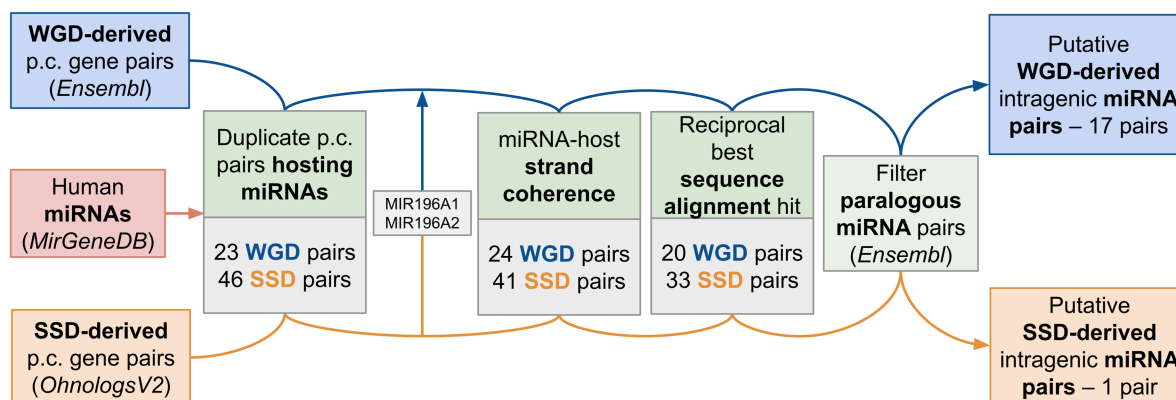 WGD-derived
p.c. gene pairs
(Ensembl)
Human
miRNAs
(MirGeneDB)
SSD-derived
p.c. gene pairs
(OhnologsV2)
Duplicate p.c.
pairs hosting
miRNAs
23 WGD pairs
46 SSD pairs
MIR196A1
MIR196A2
miRNA-host
strand
coherence
24 WGD pairs
41 SSD pairs
Reciprocal
best
sequence
alignment hit
20 WGD pairs
33 SSD pairs
Filter
paralogous
miRNA pairs
(Ensembl)
Putative
WGD-derived
intragenic miRNA
pairs – 17 pairs
Putative
SSD-derived
intragenic miRNA
pairs – 1 pair